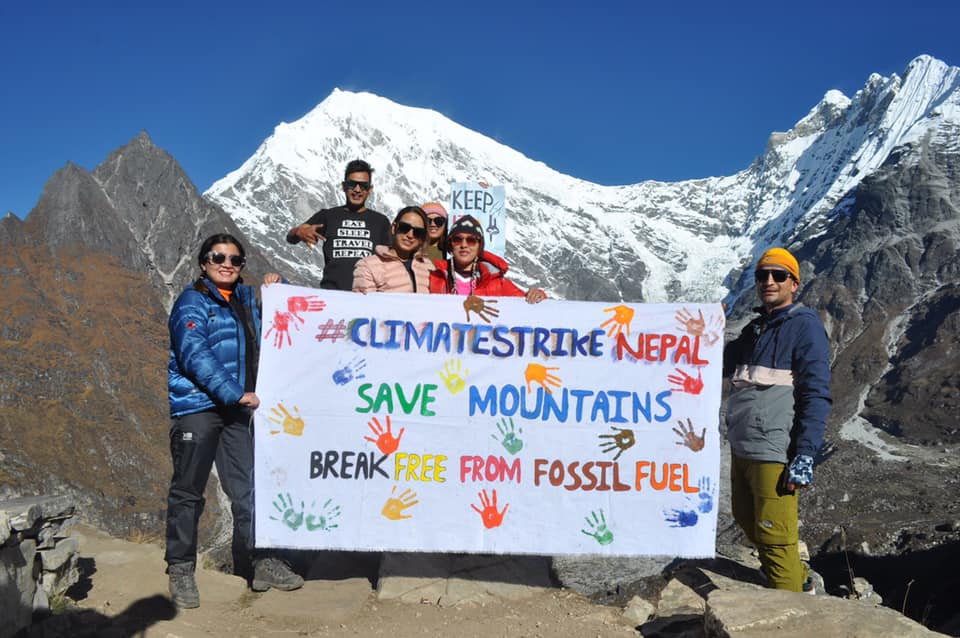 KEEP
EAT
SLEEP
TRAVEL
REPEAT
#CLIMATESTRIKE NEPAL
SAVE MOUNTAINS
BREAK FREE FROM FOSSIL FUEL